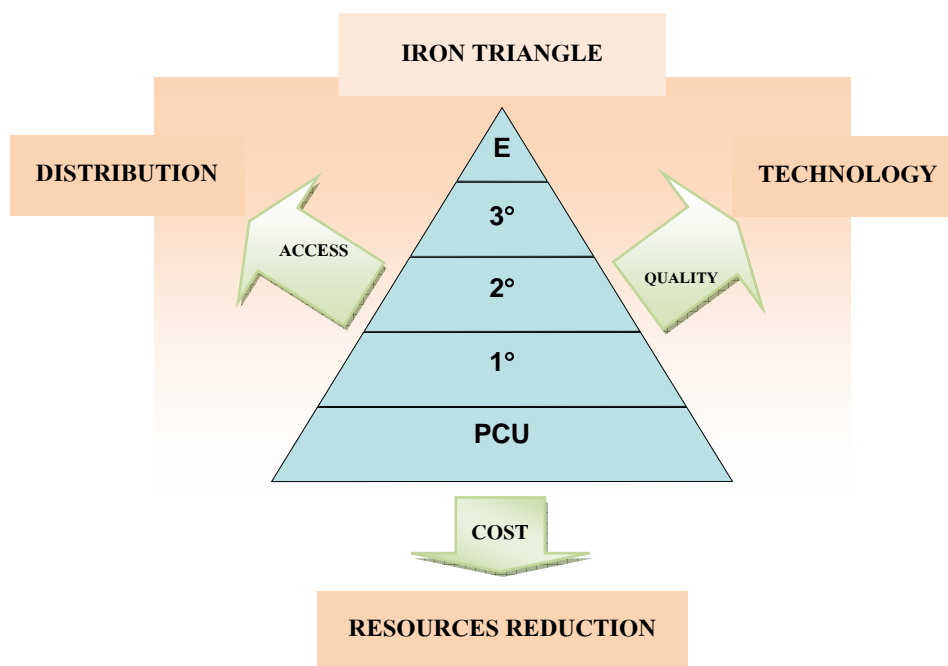 IRON TRIANGLE
DISTRIBUTION
TECHNOLOGY
E
3°
ACCESS
QUALITY
2°
1°
PCU
COST
RESOURCES REDUCTION